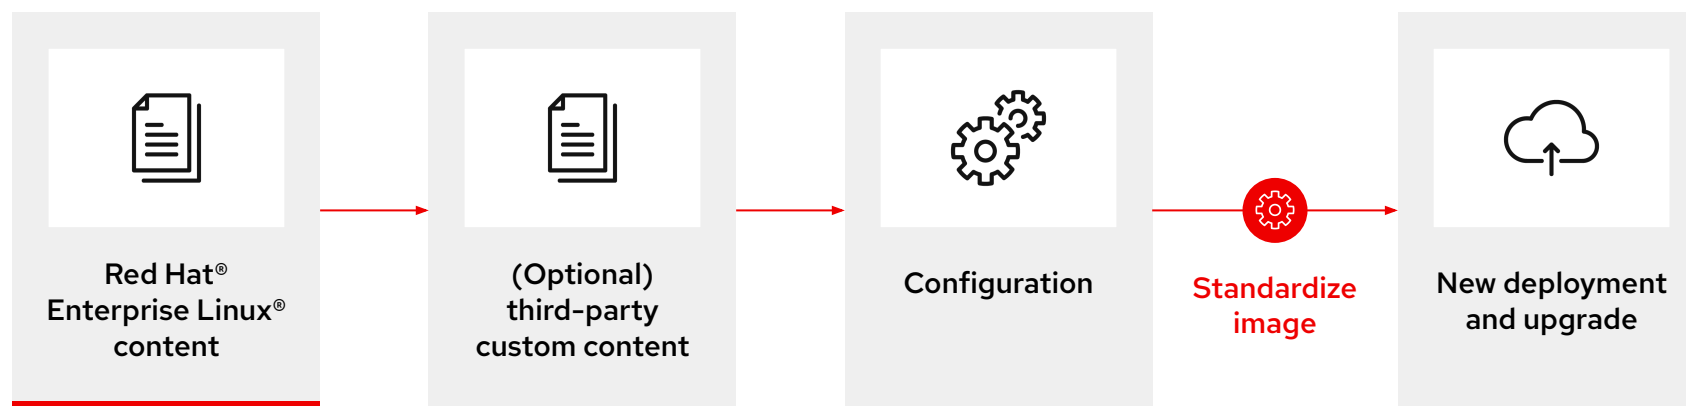 Red Hat®
Enterprise Linux®
content
(Optional)
third-party
custom content
Configuration
Standardize
image
New deployment
and upgrade